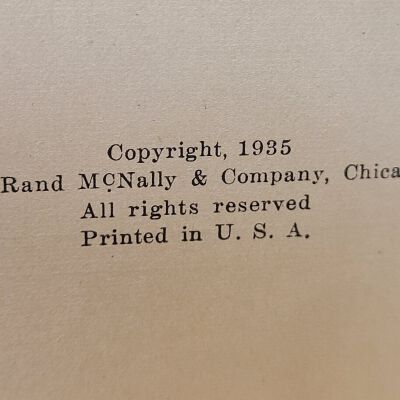 Copyright, 1935
Rand McNally & Company, Chica
All rights reserved
Printed in U. S. A.